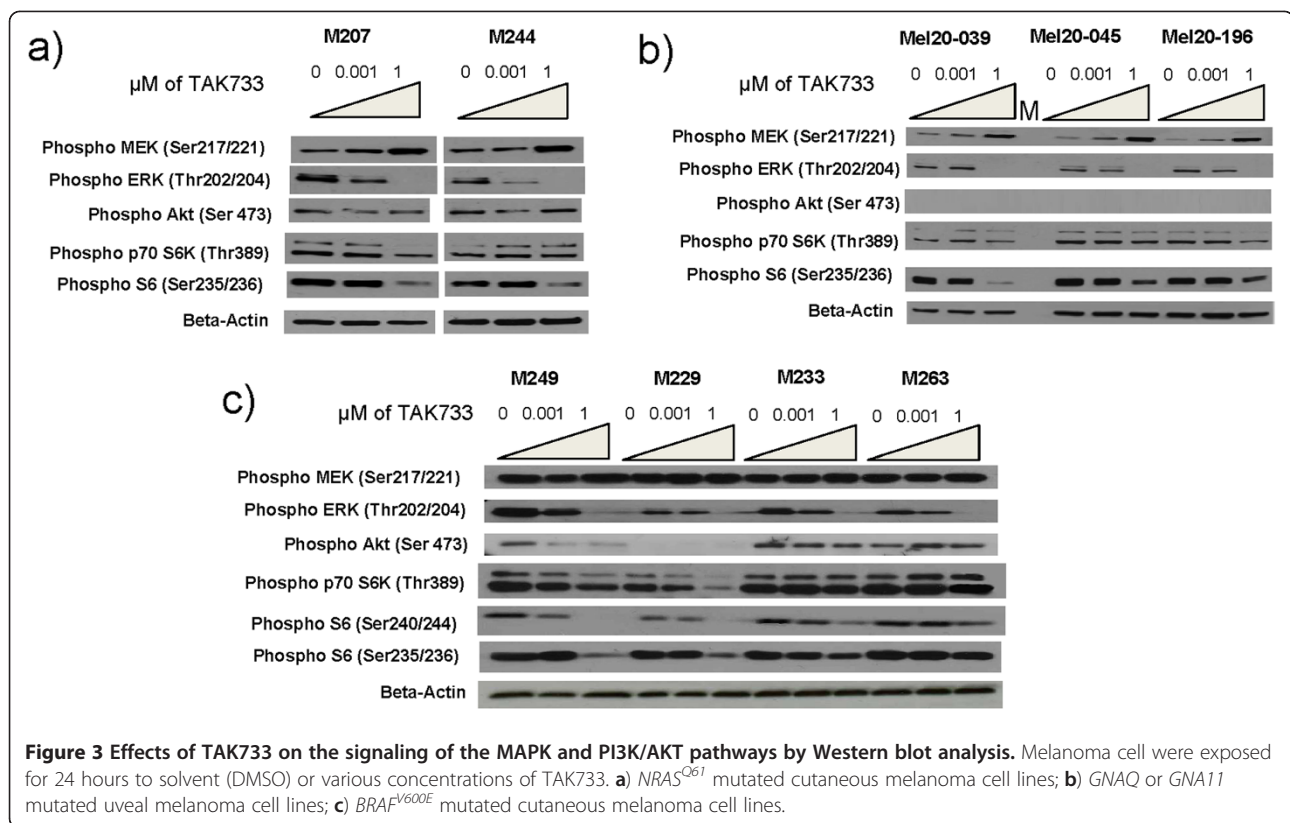 a)
M207 M244
µM of TAK733
0 0.001 1 0 0.001 1
Phospho MEK (Ser217/221)
Phospho ERK (Thr202/204)
Phospho Akt (Ser 473)
Phospho p70 S6K (Thr389)
Phospho S6 (Ser235/236)
Beta-Actin
b)
Mel20-039 Mel20-045 Mel20-196
µM of TAK733
0 0.001 1 0 0.001 1 0 0.001 1
M
Phospho MEK (Ser217/221)
Phospho ERK (Thr202/204)
Phospho Akt (Ser 473)
Phospho p70 S6K (Thr389)
Phospho S6 (Ser235/236)
Beta-Actin
c)
M249 M229 M233 M263
µM of TAK733
0 0.001 1 0 0.001 1 0 0.001 1 0 0.001 1
Phospho MEK (Ser217/221)
Phospho ERK (Thr202/204)
Phospho Akt (Ser 473)
Phospho p70 S6K (Thr389)
Phospho S6 (Ser240/244)
Phospho S6 (Ser235/236)
Beta-Actin
Figure 3 Effects of TAK733 on the signaling of the MAPK and PI3K/AKT pathways by Western blot analysis. Melanoma cell were exposed
for 24 hours to solvent (DMSO) or various concentrations of TAK733. a) NRAS^Q61 mutated cutaneous melanoma cell lines; b) GNAQ or GNA11
mutated uveal melanoma cell lines; c) BRAF^V600E mutated cutaneous melanoma cell lines.